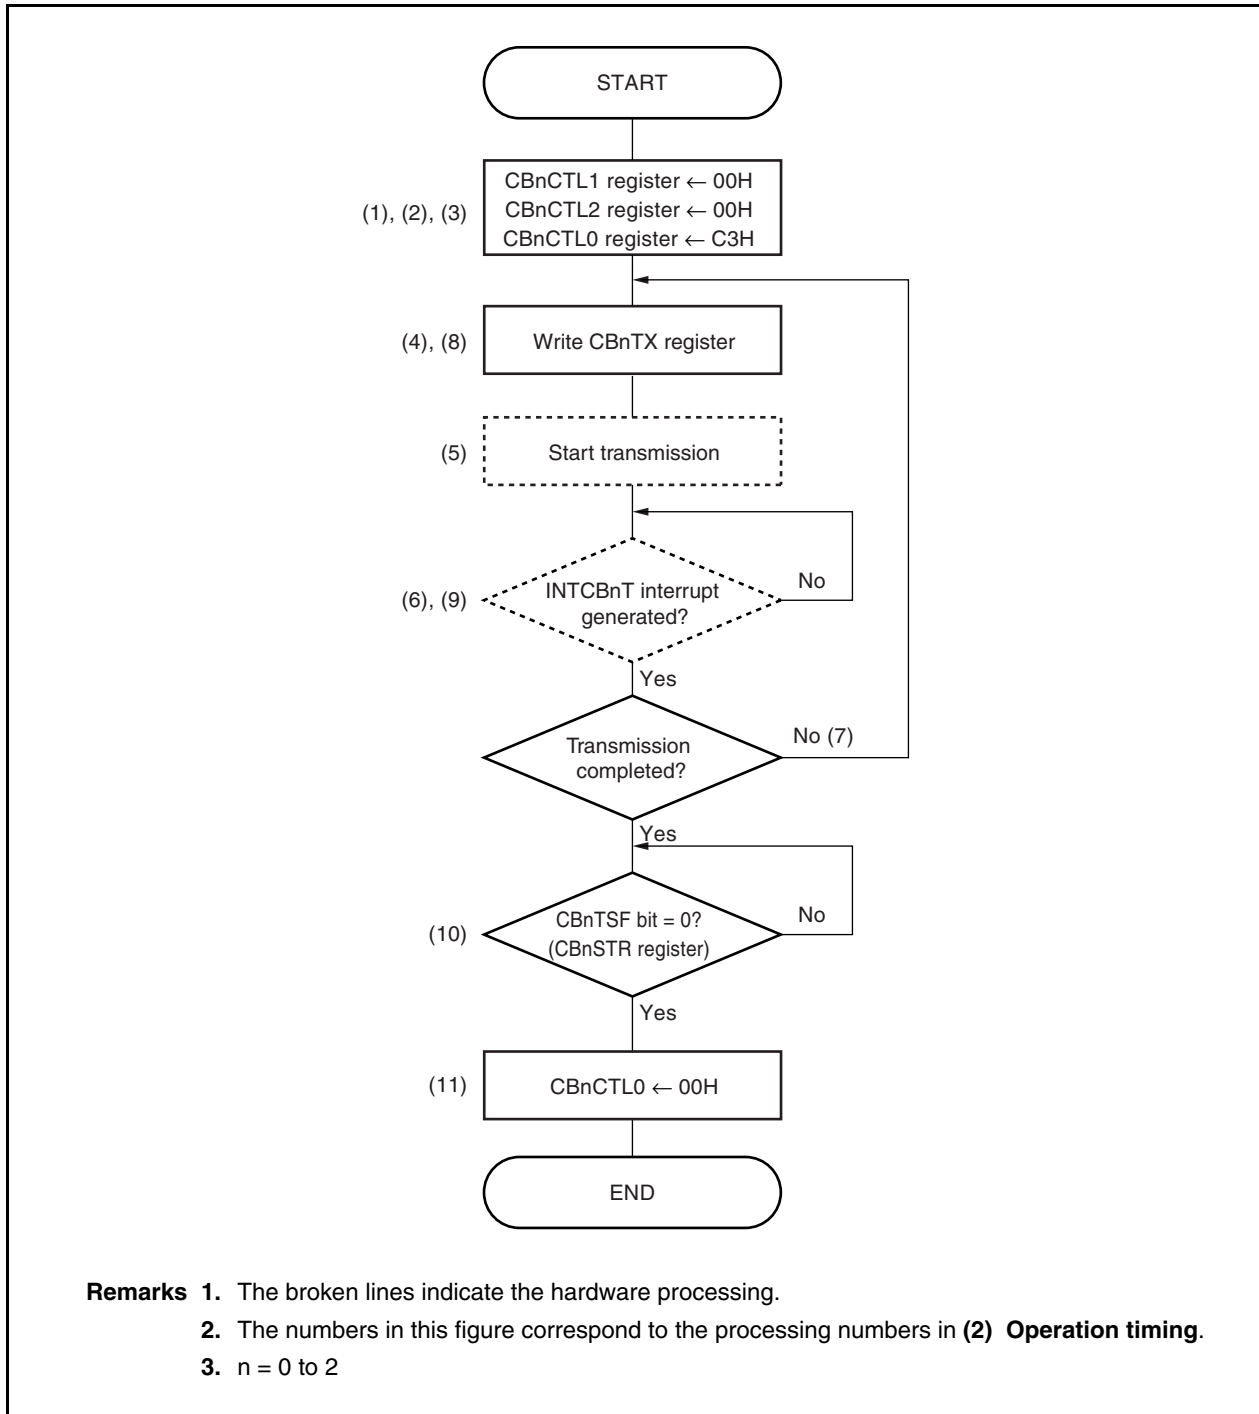 START
(1), (2), (3)
CBnCTL1 register ← 00H
CBnCTL2 register ← 00H
CBnCTL0 register ← C3H
(4), (8)
Write CBnTX register
(5)
Start transmission
(6), (9)
INTCBnT interrupt
generated?
No
Yes
Transmission
completed?
No (7)
Yes
(10)
CBnTSF bit = 0?
(CBnSTR register)
No
Yes
(11)
CBnCTL0 ← 00H
END
Remarks 1. The broken lines indicate the hardware processing.
2. The numbers in this figure correspond to the processing numbers in (2) Operation timing.
3. n = 0 to 2